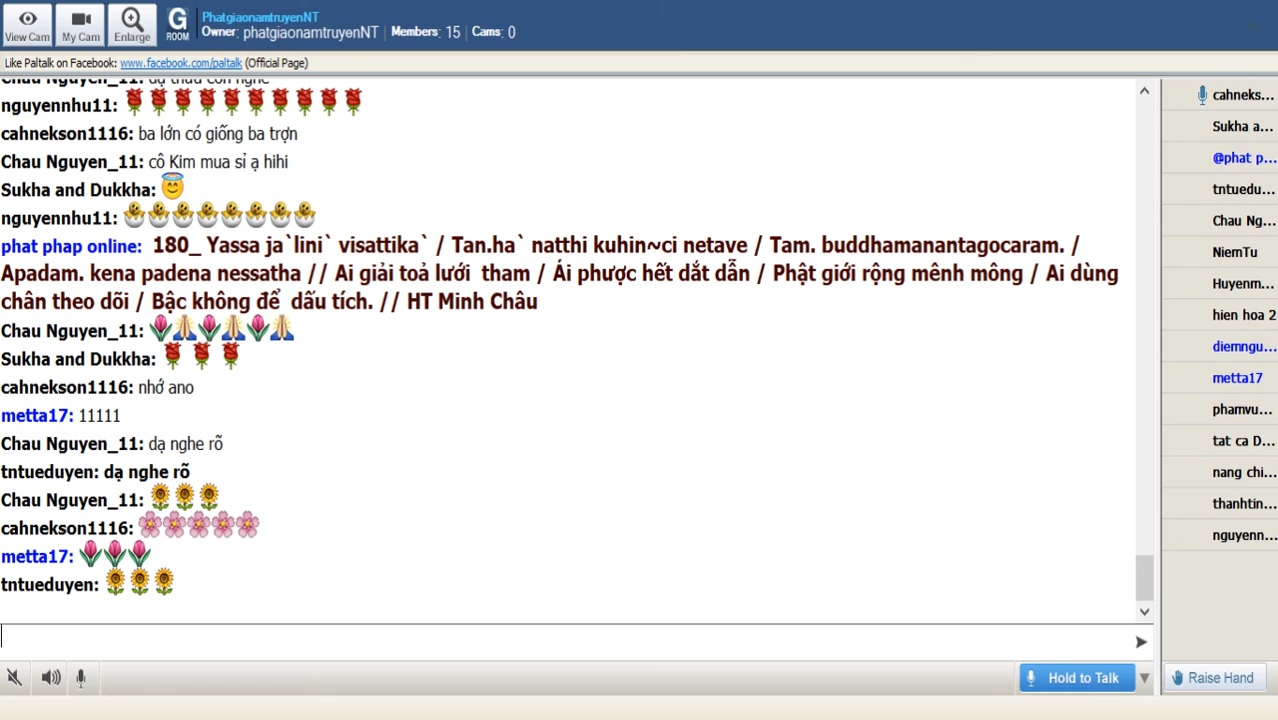 PhatgiaonamtruyenNT
Owner: phatgiaonamtruyenNT Members: 15 Cams: 0
View Cam My Cam Enlarge G ROOM
Like Paltalk on Facebook: www.facebook.com/paltalk (Official Page)
Chau Nguyen_11: dạ thưa con nghe
nguyennhu11:
cahnekson1116: ba lớn có giống ba trợn
Chau Nguyen_11: cô Kim mua sỉ ạ hihi
Sukha and Dukkha:
nguyennhu11:
phat phap online: 180_ Yassa ja`lini` visattika` / Tan.ha` natthi kuhin~ci netave / Tam. buddhamanantagocaram. /
Apadam. kena padena nessatha // Ai giải toả lưới tham / Ái phược hết dắt dẫn / Phật giới rộng mênh mông / Ai dùng
chân theo dõi / Bậc không để dấu tích. // HT Minh Châu
Chau Nguyen_11:
Sukha and Dukkha:
cahnekson1116: nhớ ano
metta17: 11111
Chau Nguyen_11: dạ nghe rõ
tntueduyen: dạ nghe rõ
Chau Nguyen_11:
cahnekson1116:
metta17:
tntueduyen:
cahneks...
Sukha a...
@phat p...
tntuedu...
Chau Ng...
NiemTu
Huyenm...
hien hoa 2
diemngu...
metta17
phamvu...
tat ca D...
nang chi...
thanhtin...
nguyenn...
Hold to Talk
Raise Hand